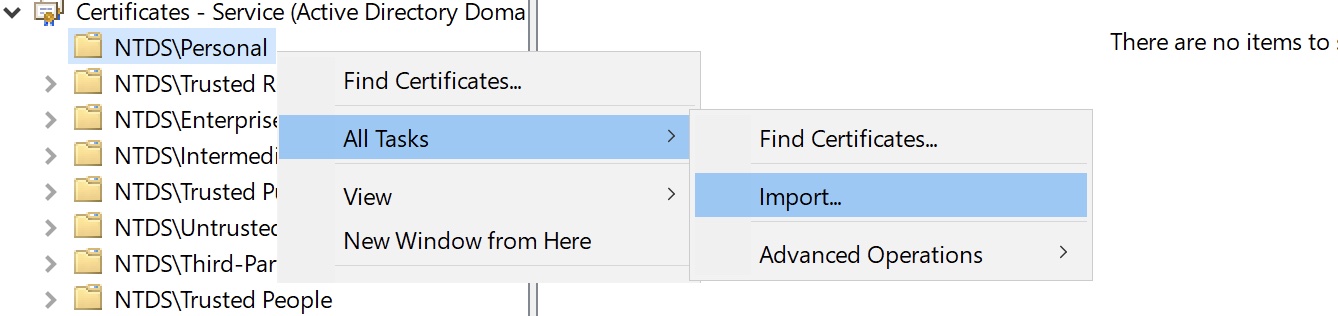 Certificates - Service (Active Directory Doma
NTDS\Personal
There are no items to
NTDS\Trusted R
Find Certificates...
NTDS\Enterprise
All Tasks
Find Certificates...
NTDS\Intermedi
NTDS\Trusted Pu
View
Import...
NTDS\Untrusted
New Window from Here
NTDS\Third-Par
Advanced Operations
NTDS\Trusted People